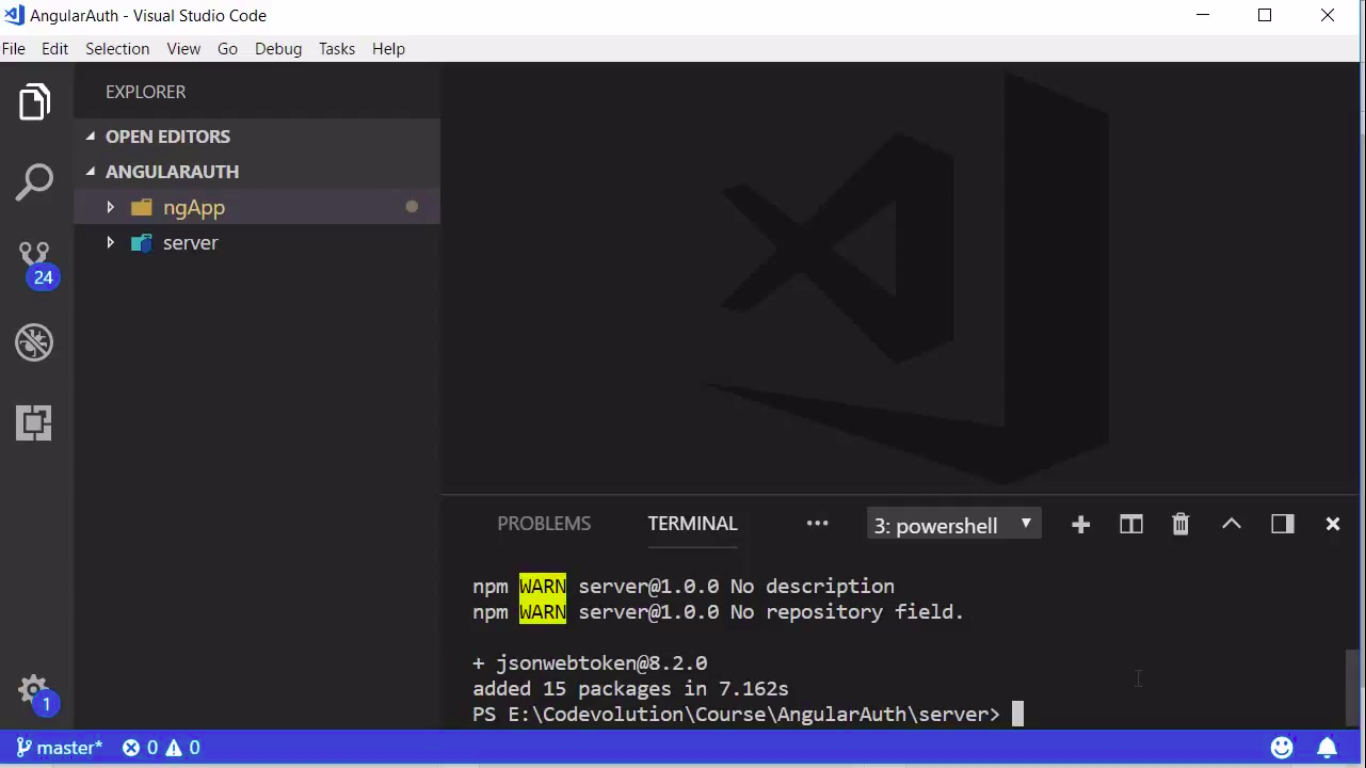 AngularAuth - Visual Studio Code
File Edit Selection View Go Debug Tasks Help
EXPLORER
OPEN EDITORS
ANGULARAUTH
ngApp
server
24
1
PROBLEMS TERMINAL ••• 3: powershell
npm WARN server@1.0.0 No description
npm WARN server@1.0.0 No repository field.
+ jsonwebtoken@8.2.0
added 15 packages in 7.162s
PS E:\Codevolution\Course\AngularAuth\server>
master* 0 0